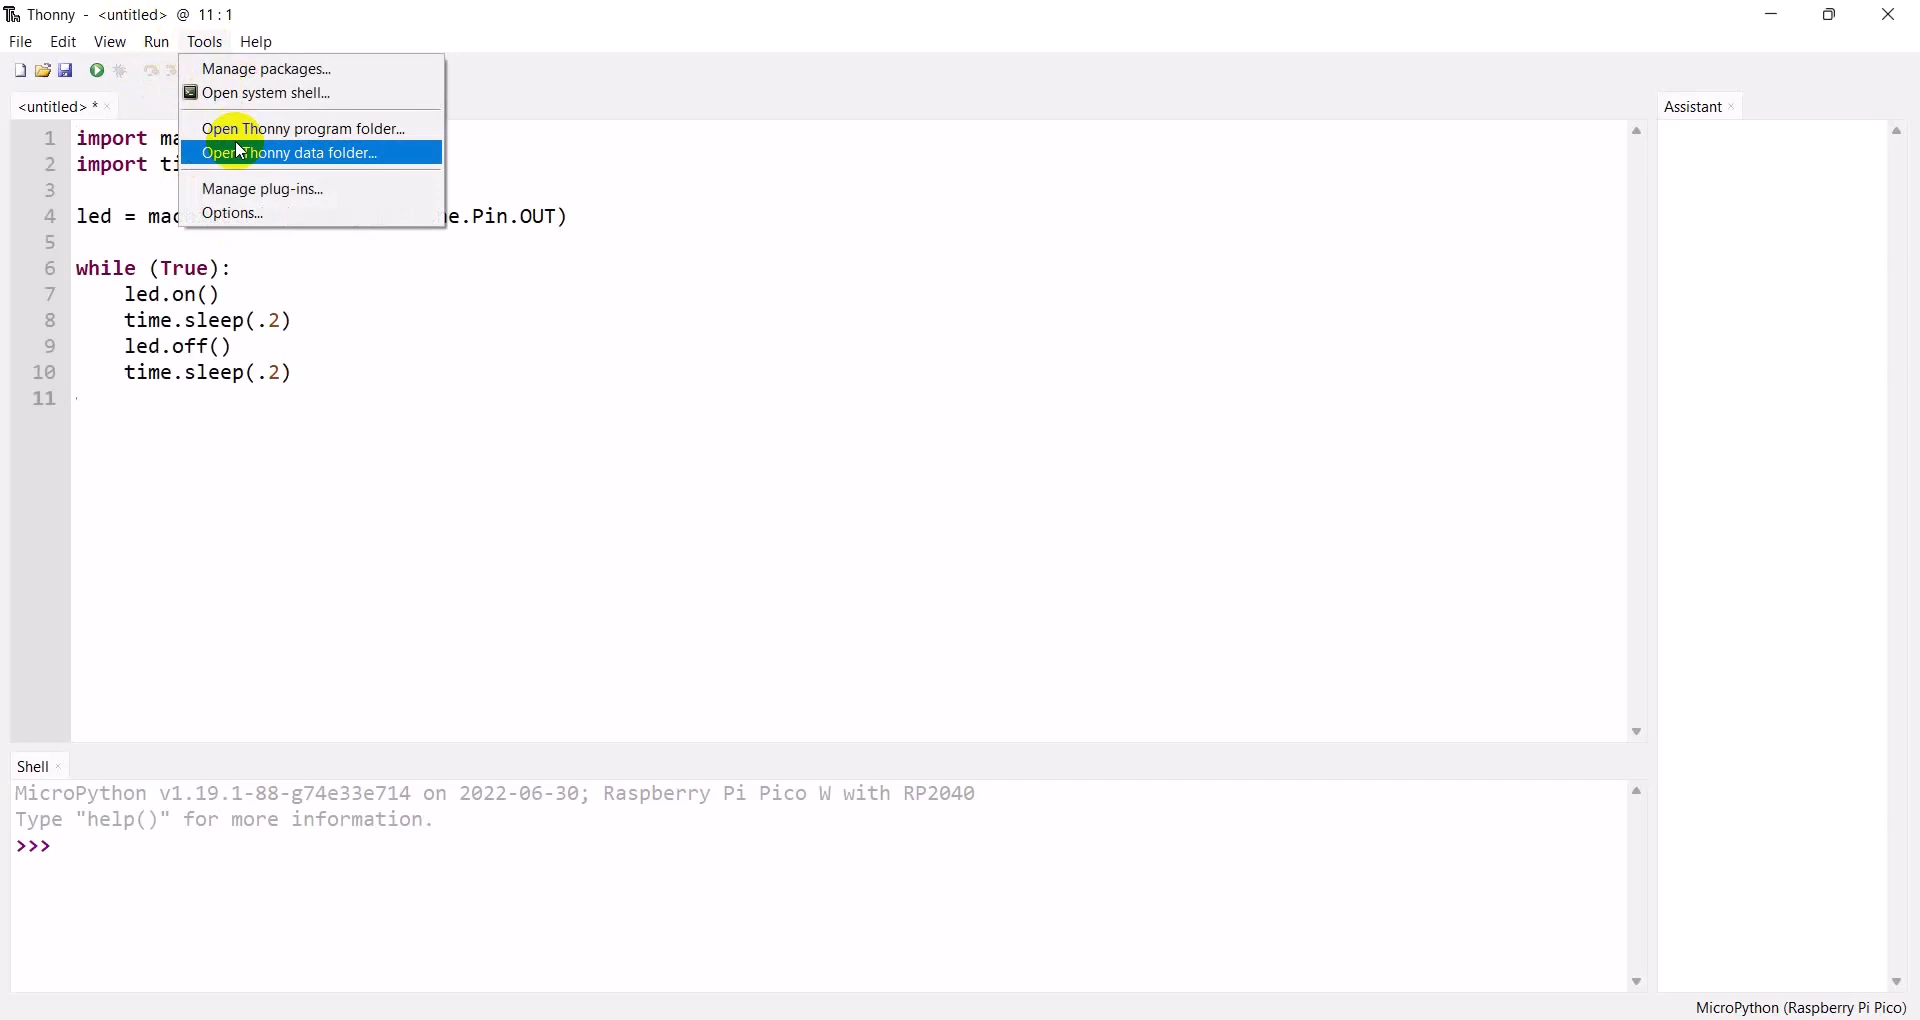 Thonny - <untitled> @ 11:1
File Edit View Run Tools Help
Manage packages...
Open system shell...
Open Thonny program folder...
Open Thonny data folder...
Manage plug-ins...
Options...
<untitled> *
1 import ma
2 import ti
3
4 led = mac e.Pin.OUT)
5
6 while (True):
7 led.on()
8 time.sleep(.2)
9 led.off()
10 time.sleep(.2)
11
Assistant
Shell
MicroPython v1.19.1-88-g74e33e714 on 2022-06-30; Raspberry Pi Pico W with RP2040
Type "help()" for more information.
>>>
MicroPython (Raspberry Pi Pico)